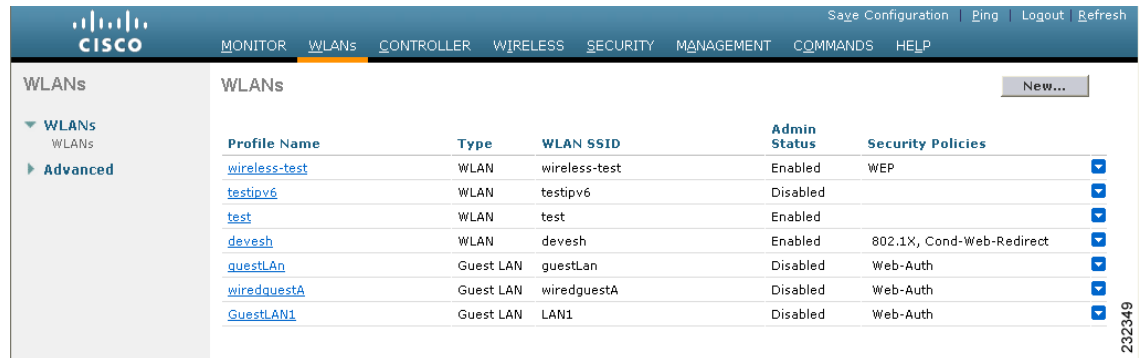 Save Configuration | Ping | Logout | Refresh
CISCO
MONITOR WLANs CONTROLLER WIRELESS SECURITY MANAGEMENT COMMANDS HELP
WLANs
WLANs
WLANs
Advanced
WLANs
New...
Profile Name Type WLAN SSID Admin Status Security Policies
wireless-test WLAN wireless-test Enabled WEP
testipv6 WLAN testipv6 Disabled
test WLAN test Enabled
devesh WLAN devesh Enabled 802.1X, Cond-Web-Redirect
guestLAn Guest LAN guestLan Disabled Web-Auth
wiredguestA Guest LAN wiredguestA Disabled Web-Auth
GuestLAN1 Guest LAN LAN1 Disabled Web-Auth
232349